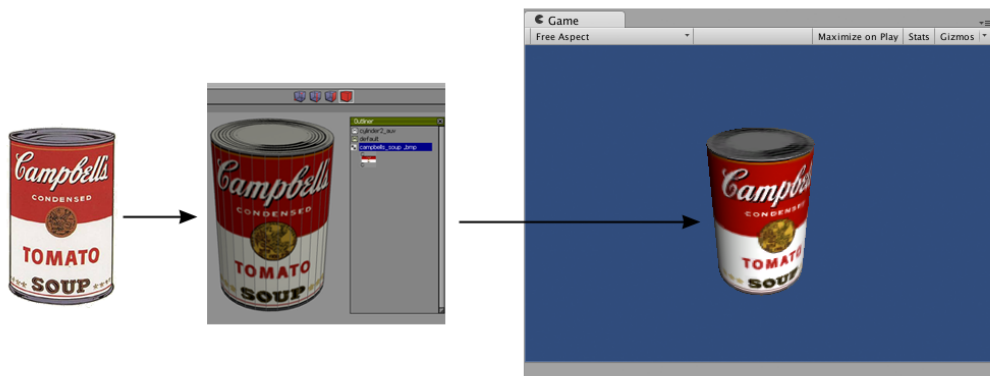 Campbell's
CONDENSED
TOMATO
SOUP
Outliner
cylinder2_auv
default
campbells_soup .bmp
Campbell's
CONDENSED
TOMATO
SOUP
Game
Free Aspect
Maximize on Play Stats Gizmos
Campbell
CONDENSED
TOMATO
SOUP